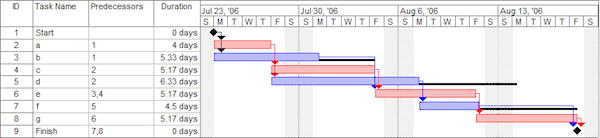 ID Task Name Predecessors Duration Jul 23, '06 Jul 30, '06 Aug 6, '06 Aug 13, '06
S M T W T F S S M T W T F S S M T W T F S S M T W T F S
1 Start 0 days
2 a 1 4 days
3 b 1 5.33 days
4 c 2 5.17 days
5 d 2 6.33 days
6 e 3,4 5.17 days
7 f 5 4.5 days
8 g 6 5.17 days
9 Finish 7,8 0 days